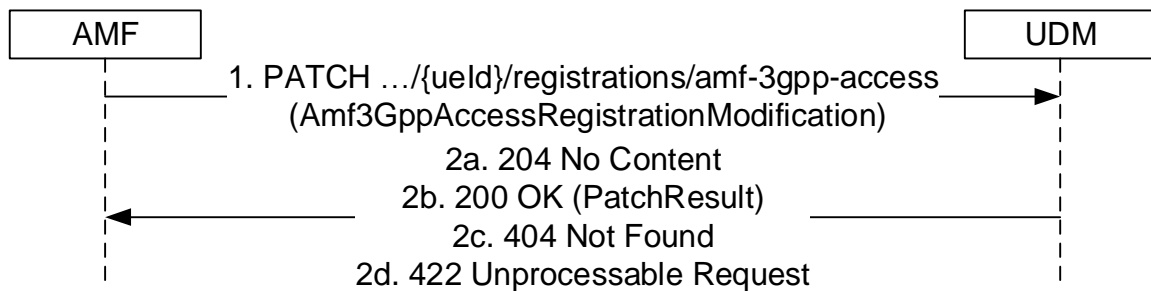 AMF
UDM
1. PATCH …/{ueId}/registrations/amf-3gpp-access
(Amf3GppAccessRegistrationModification)
2a. 204 No Content
2b. 200 OK (PatchResult)
2c. 404 Not Found
2d. 422 Unprocessable Request